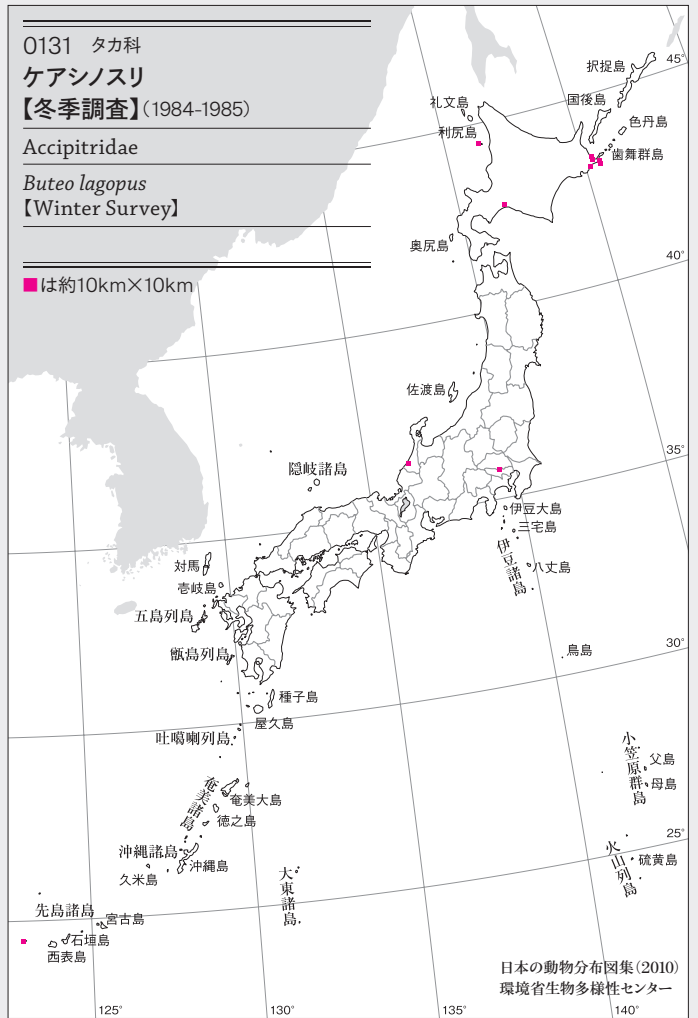 0131 タカ科
ケアシノスリ
【冬季調査】(1984-1985)
Accipitridae
Buteo lagopus
【Winter Survey】
■は約10km×10km
択捉島
45°
国後島
礼文島
色丹島
利尻島
歯舞群島
奥尻島
40°
佐渡島
35°
隠岐諸島
伊豆大島
三宅島
伊豆諸島
八丈島
対馬
壱岐島
五島列島
甑島列島
鳥島
30°
種子島
屋久島
吐噶喇列島
小笠原群島
父島
母島
奄美諸島
奄美大島
徳之島
25°
沖縄諸島
沖縄島
久米島
大東諸島
火山列島
硫黄島
先島諸島
宮古島
石垣島
西表島
日本の動物分布図集(2010)
環境省生物多様性センター
125°
130°
135°
140°